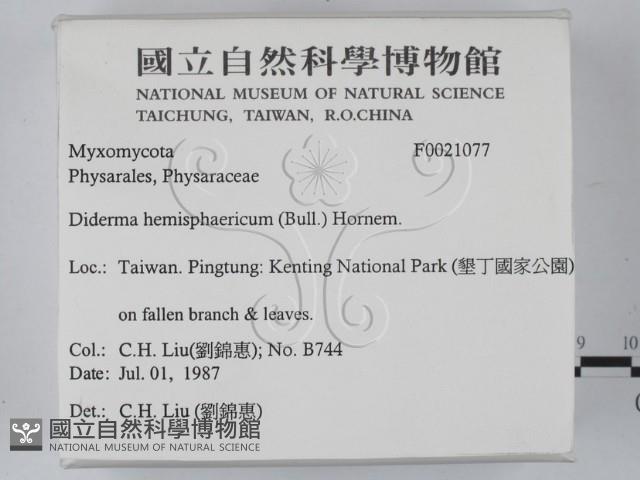 國立自然科學博物館
NATIONAL MUSEUM OF NATURAL SCIENCE
TAICHUNG, TAIWAN, R.O.CHINA
Myxomycota F0021077
Physarales, Physaraceae
Diderma hemisphaericum (Bull.) Hornem.
Loc.: Taiwan. Pingtung: Kenting National Park (墾丁國家公園)
on fallen branch & leaves.
Col.: C.H. Liu(劉錦惠); No. B744
Date: Jul. 01, 1987
Det.: C.H. Liu (劉錦惠)
國立自然科學博物館
NATIONAL MUSEUM OF NATURAL SCIENCE
9 10